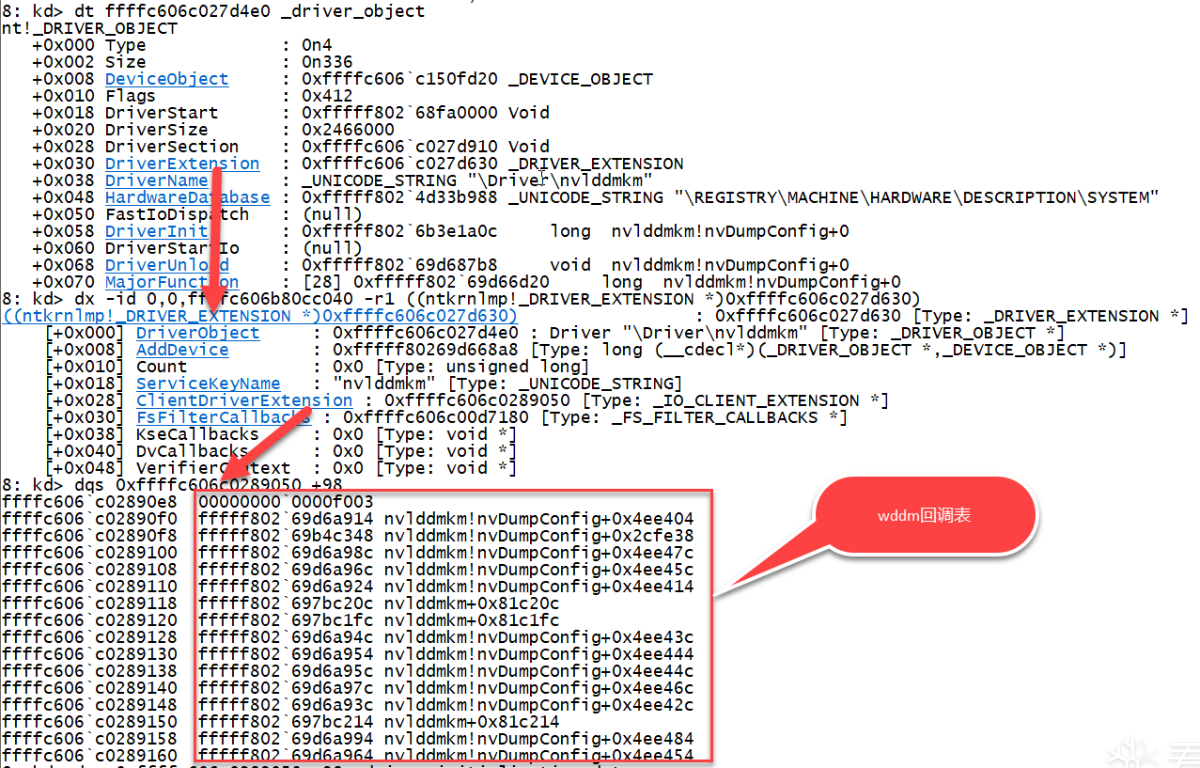 8: kd> dt ffffc606c027d4e0 _driver_object
nt!_DRIVER_OBJECT
+0x000 Type : 0n4
+0x002 Size : 0n336
+0x008 DeviceObject : 0xffffc606`c150fd20 _DEVICE_OBJECT
+0x010 Flags : 0x412
+0x018 DriverStart : 0xfffff802`68fa0000 Void
+0x020 DriverSize : 0x2466000
+0x028 DriverSection : 0xffffc606`c027d910 Void
+0x030 DriverExtension : 0xffffc606`c027d630 _DRIVER_EXTENSION
+0x038 DriverName : _UNICODE_STRING "\Driver\nvlddmkm"
+0x048 HardwareDatabase : 0xfffff802`4d33b988 _UNICODE_STRING "\REGISTRY\MACHINE\HARDWARE\DESCRIPTION\SYSTEM"
+0x050 FastIoDispatch : (null)
+0x058 DriverInit : 0xfffff802`6b3e1a0c long nvlddmkm!nvDumpConfig+0
+0x060 DriverStartIo : (null)
+0x068 DriverUnload : 0xfffff802`69d687b8 void nvlddmkm!nvDumpConfig+0
+0x070 MajorFunction : [28] 0xfffff802`69d66d20 long nvlddmkm!nvDumpConfig+0
8: kd> dx -id 0,0,ffffc606b80cc040 -r1 ((ntkrnlmp!_DRIVER_EXTENSION *)0xffffc606c027d630)
((ntkrnlmp!_DRIVER_EXTENSION *)0xffffc606c027d630) : 0xffffc606c027d630 [Type: _DRIVER_EXTENSION *]
[+0x000] DriverObject : 0xffffc606c027d4e0 : Driver "\Driver\nvlddmkm" [Type: _DRIVER_OBJECT *]
[+0x008] AddDevice : 0xfffff80269d668a8 [Type: long (__cdecl*)(_DRIVER_OBJECT *,_DEVICE_OBJECT *)]
[+0x010] Count : 0x0 [Type: unsigned long]
[+0x018] ServiceKeyName : "nvlddmkm" [Type: _UNICODE_STRING]
[+0x028] ClientDriverExtension : 0xffffc606c0289050 [Type: _IO_CLIENT_EXTENSION *]
[+0x030] FsFilterCallbacks : 0xffffc606c00d7180 [Type: _FS_FILTER_CALLBACKS *]
[+0x038] KseCallbacks : 0x0 [Type: void *]
[+0x040] DvCallbacks : 0x0 [Type: void *]
[+0x048] VerifierContext : 0x0 [Type: void *]
8: kd> dqs 0xffffc606c0289050 +98
ffffc606`c02890e8 00000000`0000f003
ffffc606`c02890f0 fffff802`69d6a914 nvlddmkm!nvDumpConfig+0x4ee404
ffffc606`c02890f8 fffff802`69b4c348 nvlddmkm!nvDumpConfig+0x2cfe38
ffffc606`c0289100 fffff802`69d6a98c nvlddmkm!nvDumpConfig+0x4ee47c
ffffc606`c0289108 fffff802`69d6a96c nvlddmkm!nvDumpConfig+0x4ee45c
ffffc606`c0289110 fffff802`69d6a924 nvlddmkm!nvDumpConfig+0x4ee414
ffffc606`c0289118 fffff802`697bc20c nvlddmkm+0x81c20c
ffffc606`c0289120 fffff802`697bc1fc nvlddmkm+0x81c1fc
ffffc606`c0289128 fffff802`69d6a94c nvlddmkm!nvDumpConfig+0x4ee43c
ffffc606`c0289130 fffff802`69d6a954 nvlddmkm!nvDumpConfig+0x4ee444
ffffc606`c0289138 fffff802`69d6a95c nvlddmkm!nvDumpConfig+0x4ee44c
ffffc606`c0289140 fffff802`69d6a97c nvlddmkm!nvDumpConfig+0x4ee46c
ffffc606`c0289148 fffff802`69d6a93c nvlddmkm!nvDumpConfig+0x4ee42c
ffffc606`c0289150 fffff802`697bc214 nvlddmkm+0x81c214
ffffc606`c0289158 fffff802`69d6a994 nvlddmkm!nvDumpConfig+0x4ee484
ffffc606`c0289160 fffff802`69d6a964 nvlddmkm!nvDumpConfig+0x4ee454
wddm回调表